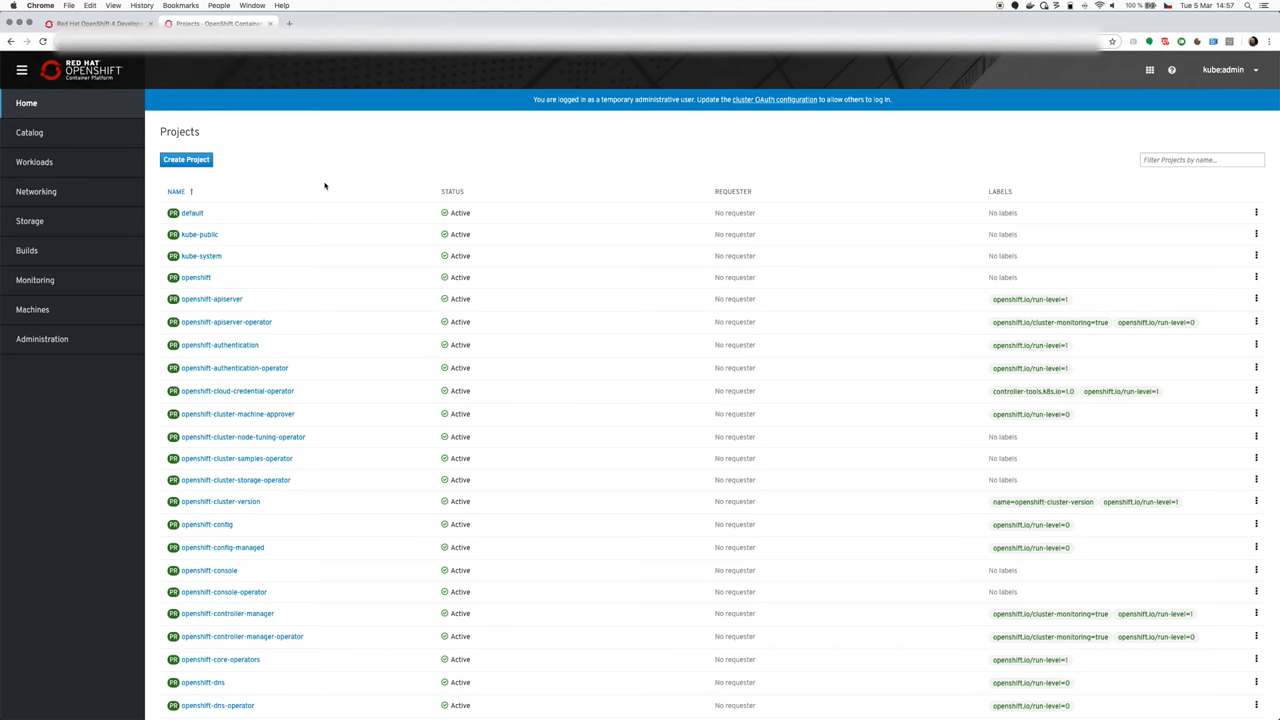 Chrome File Edit View History Bookmarks People Window Help 100 % Tue 5 Mar 14:57
Red Hat OpenShift 4 Develop Projects · OpenShift Container
RED HAT
OPENSHIFT
Container Platform
kube:admin
You are logged in as a temporary administrative user. Update the cluster OAuth configuration to allow others to log in.
Home
Catalog
Workloads
Networking
Storage
Builds
Monitoring
Machines
Administration
Projects
Create Project Filter Projects by name...
NAME STATUS REQUESTER LABELS
PR default Active No requester No labels
PR kube-public Active No requester No labels
PR kube-system Active No requester No labels
PR openshift Active No requester No labels
PR openshift-apiserver Active No requester openshift.io/run-level=1
PR openshift-apiserver-operator Active No requester openshift.io/cluster-monitoring=true openshift.io/run-level=0
PR openshift-authentication Active No requester openshift.io/run-level=1
PR openshift-authentication-operator Active No requester openshift.io/run-level=1
PR openshift-cloud-credential-operator Active No requester controller-tools.k8s.io=1.0 openshift.io/run-level=1
PR openshift-cluster-machine-approver Active No requester openshift.io/run-level=0
PR openshift-cluster-node-tuning-operator Active No requester No labels
PR openshift-cluster-samples-operator Active No requester No labels
PR openshift-cluster-storage-operator Active No requester No labels
PR openshift-cluster-version Active No requester name=openshift-cluster-version openshift.io/run-level=1
PR openshift-config Active No requester openshift.io/run-level=0
PR openshift-config-managed Active No requester openshift.io/run-level=0
PR openshift-console Active No requester No labels
PR openshift-console-operator Active No requester No labels
PR openshift-controller-manager Active No requester openshift.io/cluster-monitoring=true openshift.io/run-level=1
PR openshift-controller-manager-operator Active No requester openshift.io/cluster-monitoring=true openshift.io/run-level=0
PR openshift-core-operators Active No requester openshift.io/run-level=1
PR openshift-dns Active No requester openshift.io/run-level=0
PR openshift-dns-operator Active No requester openshift.io/run-level=0